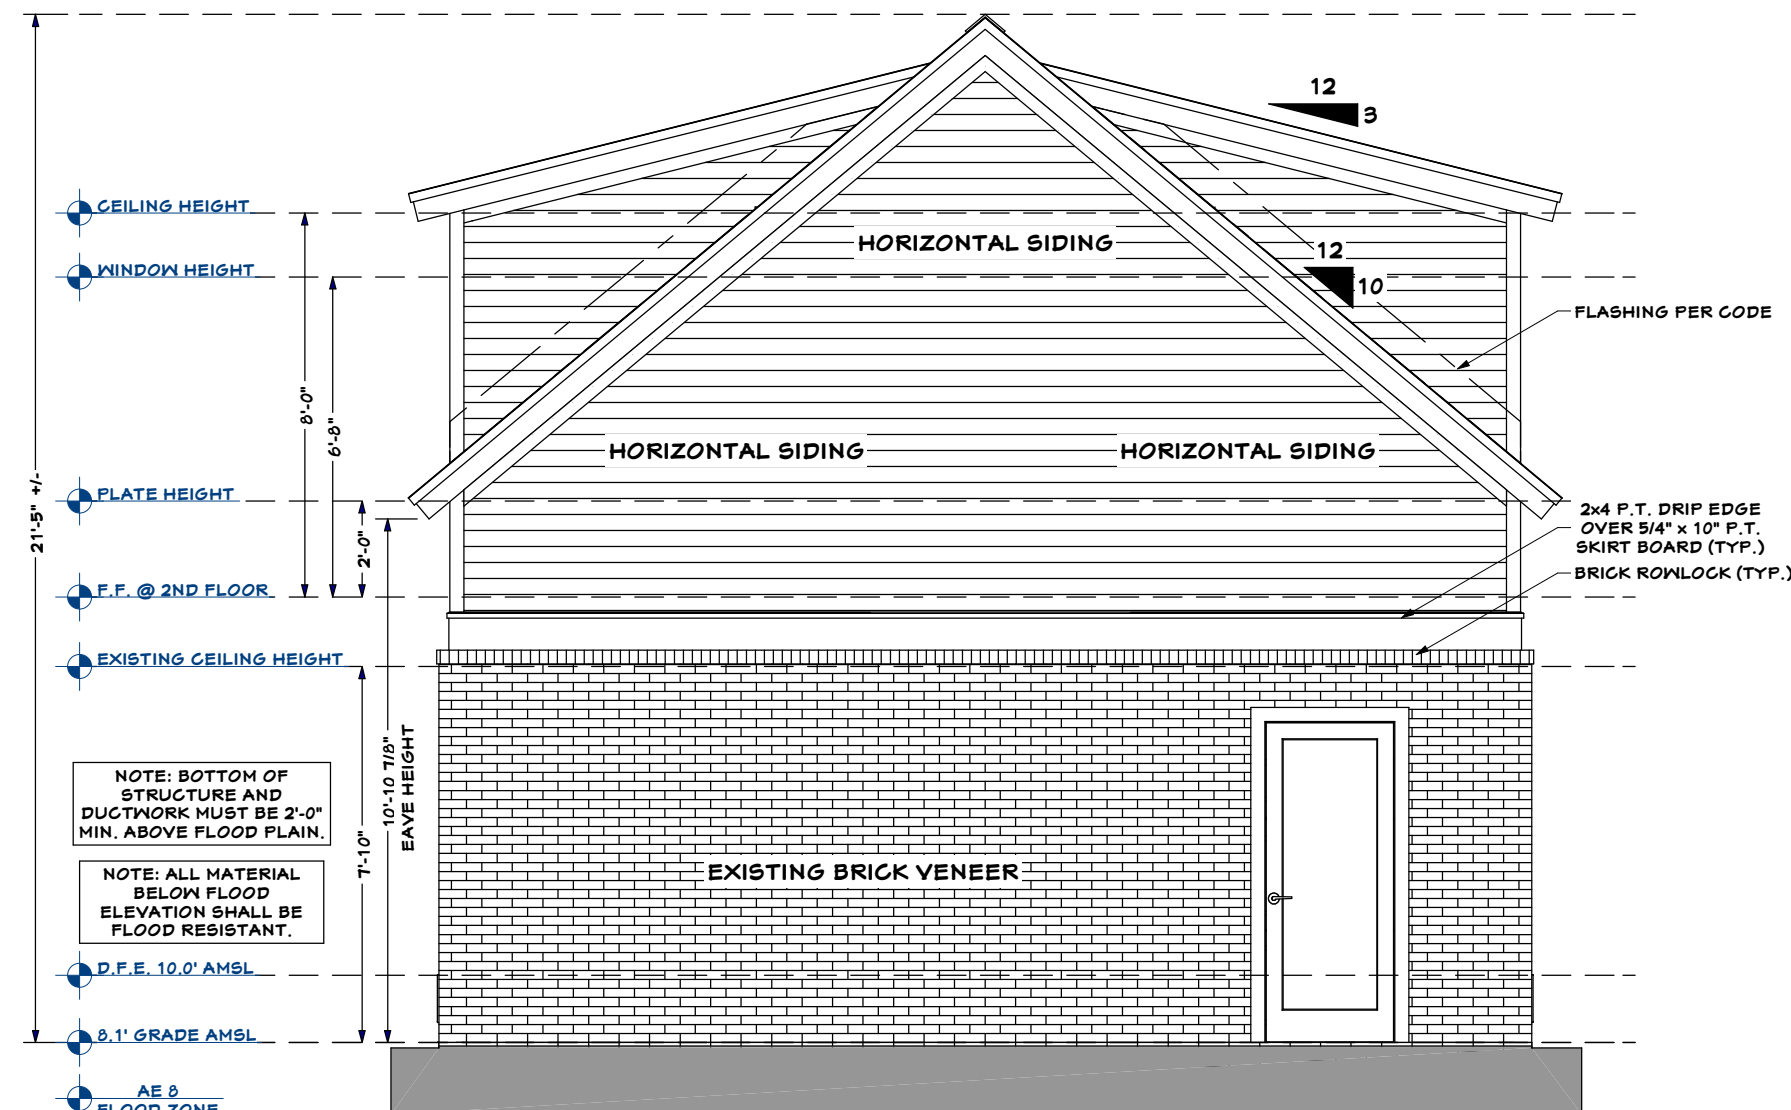 12
3
CEILING HEIGHT
HORIZONTAL SIDING
12
WINDOW HEIGHT
10
FLASHING PER CODE
8'-0"
6'-8"
HORIZONTAL SIDING
HORIZONTAL SIDING
PLATE HEIGHT
21'-5" +/-
2'-0"
2x4 P.T. DRIP EDGE
OVER 5/4" x 10" P.T.
SKIRT BOARD (TYP.)
BRICK ROWLOCK (TYP.)
F.F. @ 2ND FLOOR
EXISTING CEILING HEIGHT
10'-10 7/8"
EAVE HEIGHT
7'-10"
NOTE: BOTTOM OF
STRUCTURE AND
DUCTWORK MUST BE 2'-0"
MIN. ABOVE FLOOD PLAIN.
NOTE: ALL MATERIAL
BELOW FLOOD
ELEVATION SHALL BE
FLOOD RESISTANT.
EXISTING BRICK VENEER
D.F.E. 10.0' AMSL
8.1' GRADE AMSL
AE 8
FLOOD ZONE